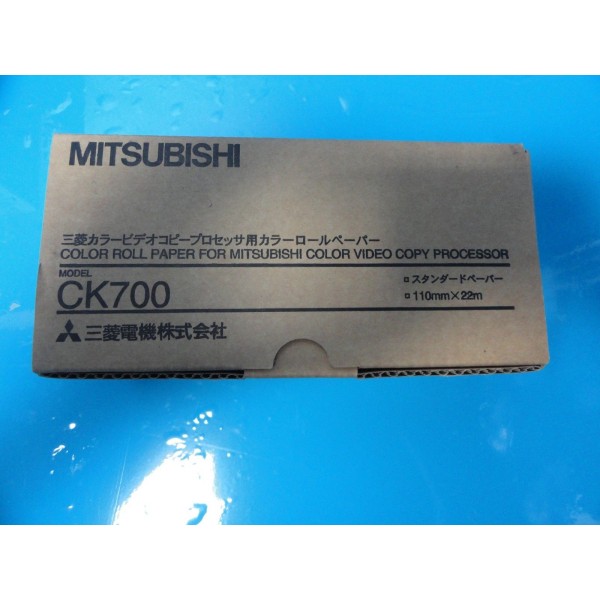 MITSUBISHI
三菱カラービデオコピープロセッサ用カラーロールペーパー
COLOR ROLL PAPER FOR MITSUBISHI COLOR VIDEO COPY PROCESSOR
MODEL
CK700
スタンダードペーパー
110mm×22m
三菱電機株式会社